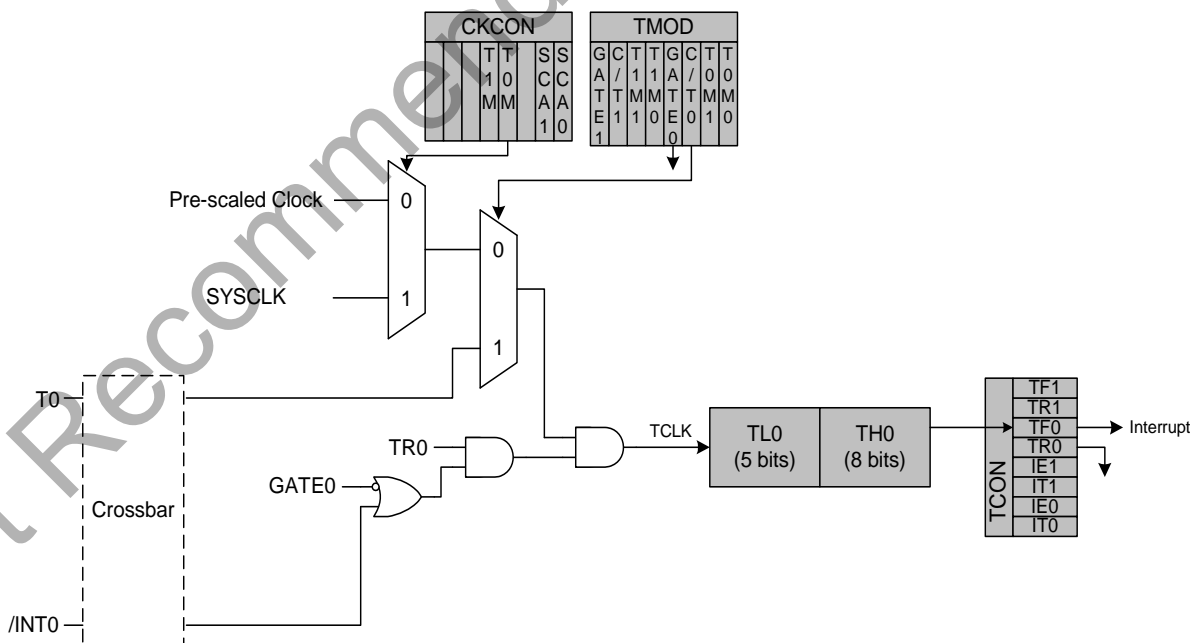 CKCON
T1M
T0M
SCA1
SCA0
TMOD
GATE1
C/T1
T1M1
T1M0
GATE0
C/T0
T0M1
T0M0
Pre-scaled Clock
0
1
SYSCLK
0
1
T0
Crossbar
/INT0
TR0
GATE0
TCLK
TL0
(5 bits)
TH0
(8 bits)
TCON
TF1
TR1
TF0
TR0
IE1
IT1
IE0
IT0
Interrupt
Recommend